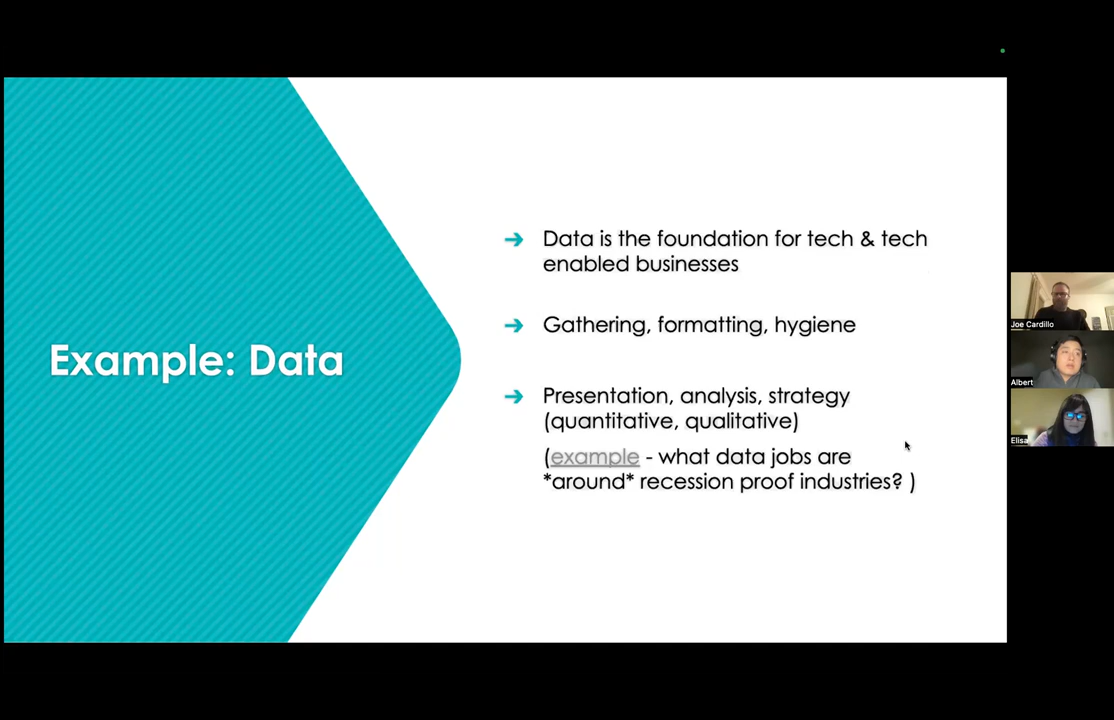 Example: Data
➔ Data is the foundation for tech & tech
enabled businesses
➔ Gathering, formatting, hygiene
➔ Presentation, analysis, strategy
(quantitative, qualitative)
(example - what data jobs are
*around* recession proof industries? )
Joe Cardillo
Albert
Elisa